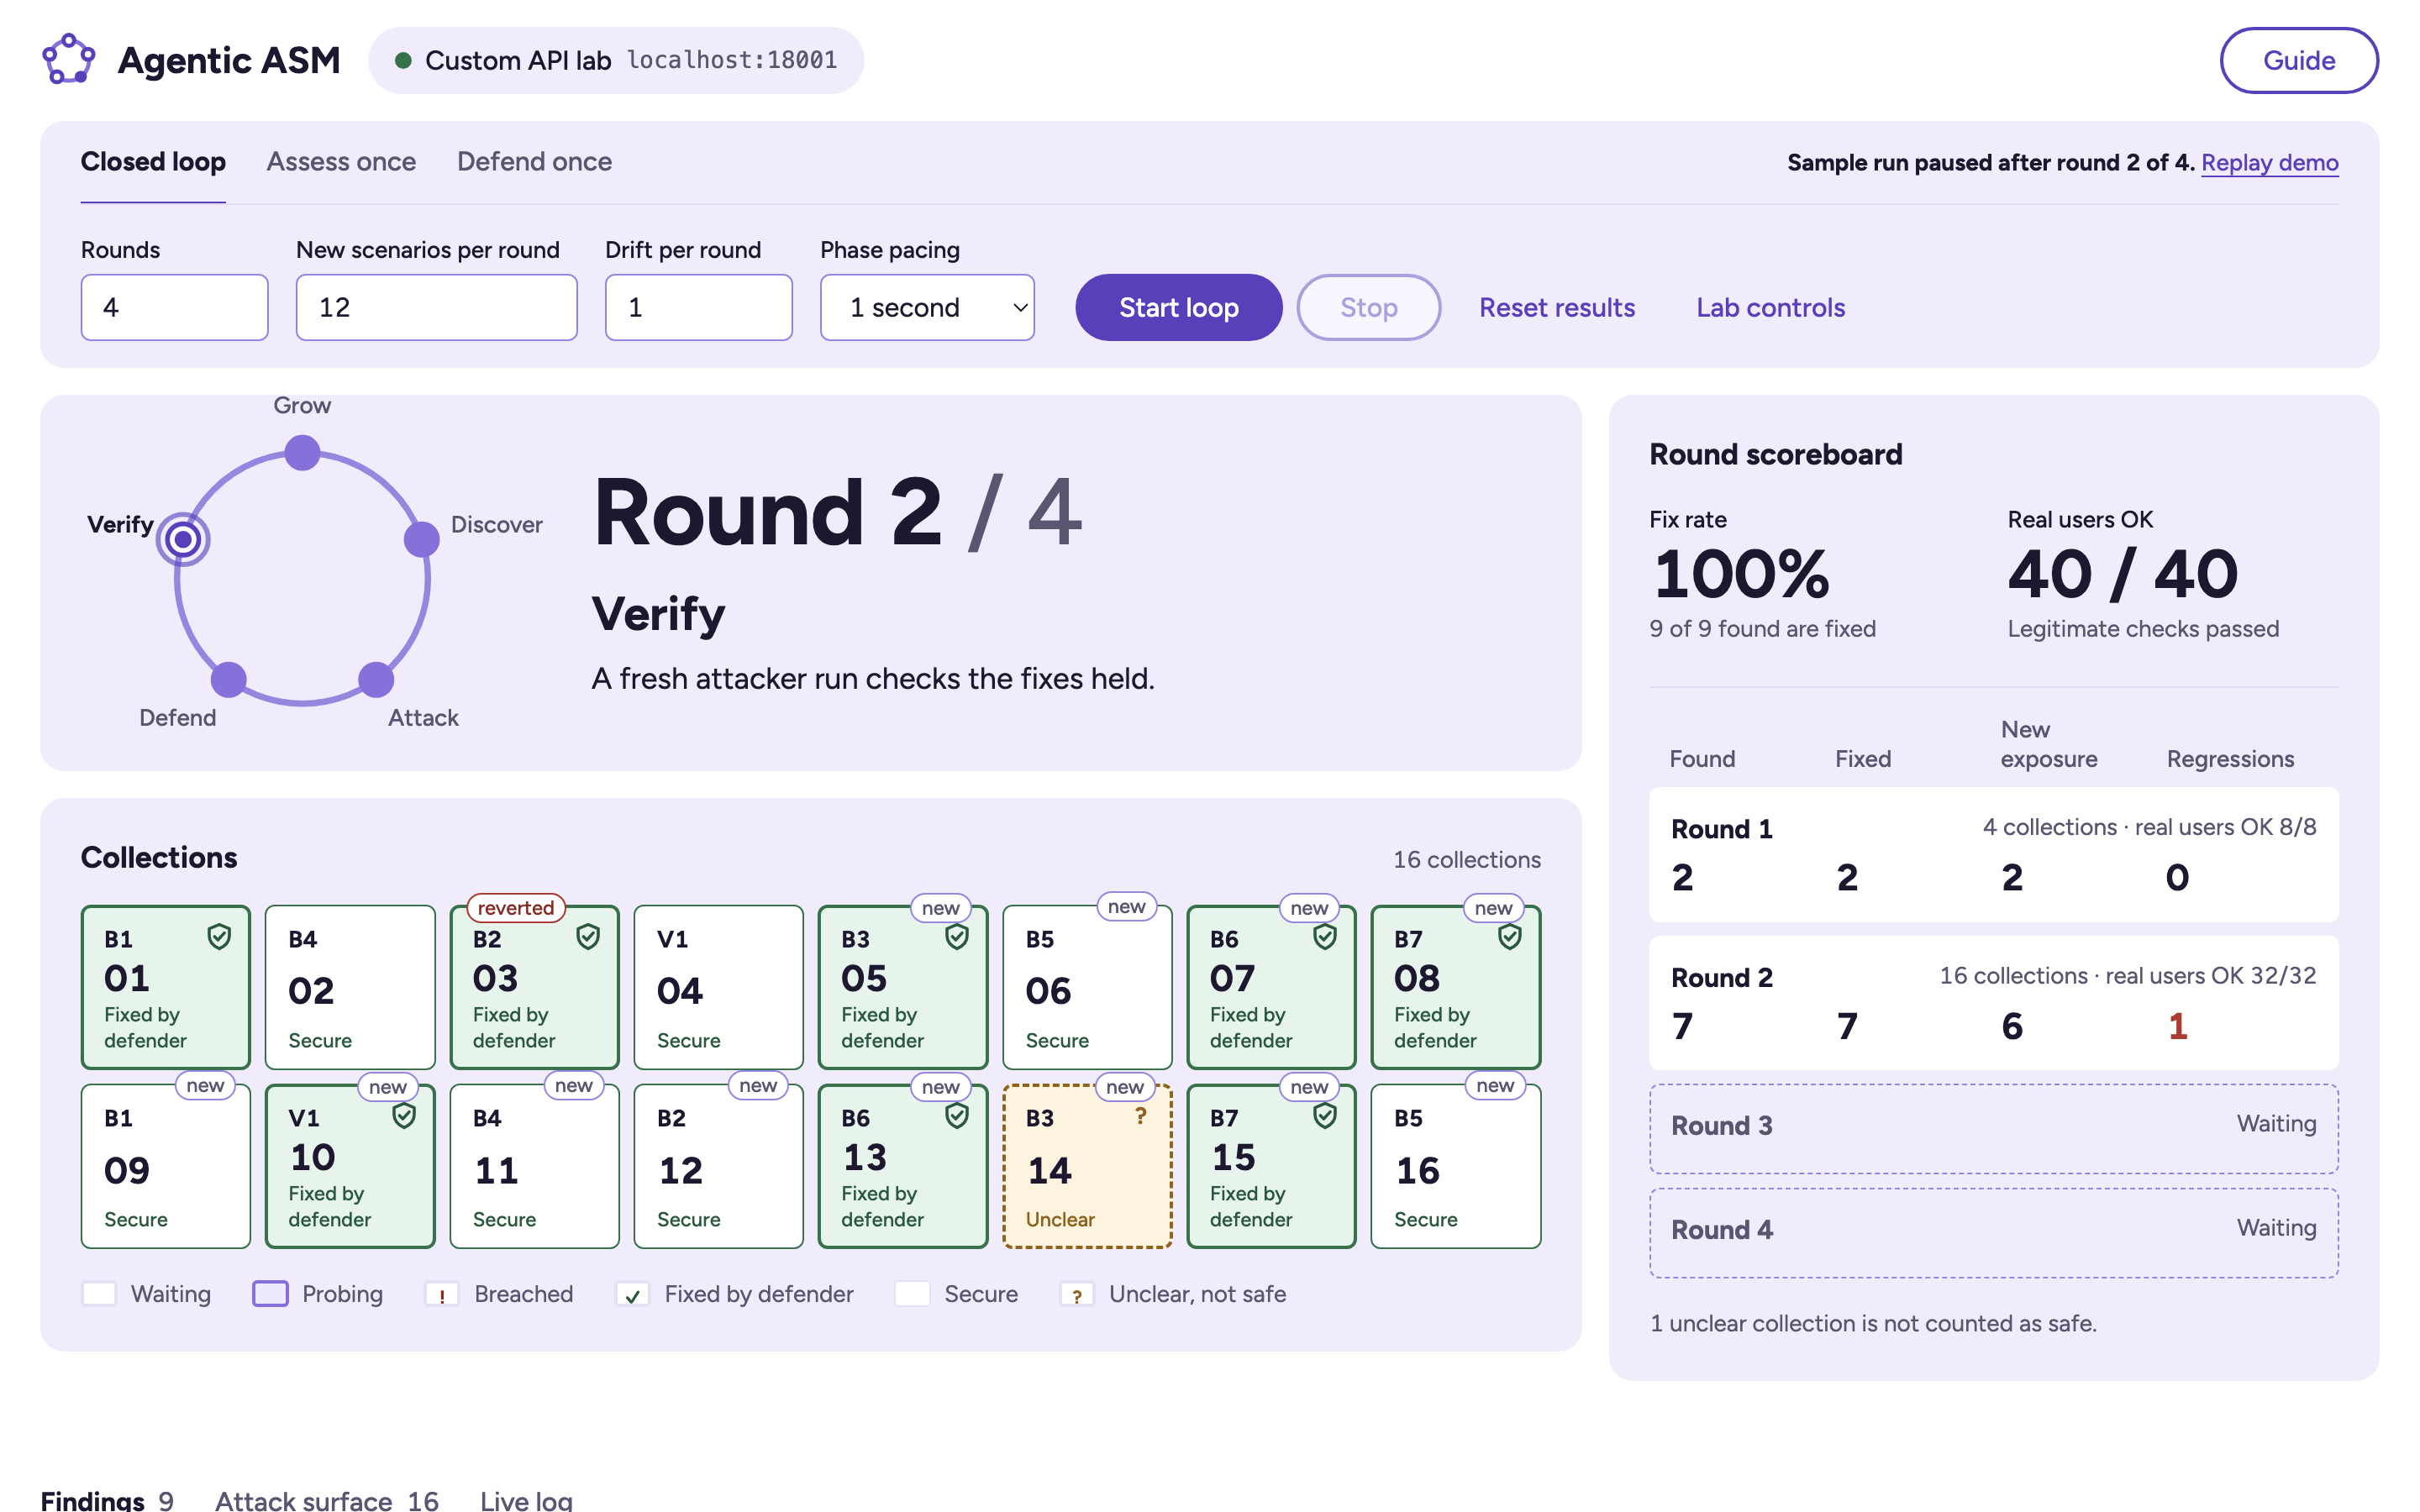 Agentic ASM
Custom API lab localhost:18001
Guide
Closed loop Assess once Defend once
Sample run paused after round 2 of 4. Replay demo
Rounds New scenarios per round Drift per round Phase pacing
4 12 1 1 second Start loop Stop Reset results Lab controls
Grow
Verify
Discover
Defend
Attack
Round 2 / 4
Verify
A fresh attacker run checks the fixes held.
Collections
16 collections
B1
01
Fixed by
defender
B4
02
Secure
reverted
B2
03
Fixed by
defender
V1
04
Secure
new
B3
05
Fixed by
defender
new
B5
06
Secure
new
B6
07
Fixed by
defender
new
B7
08
Fixed by
defender
new
B1
09
Secure
new
V1
10
Fixed by
defender
new
B4
11
Secure
new
B2
12
Secure
new
B6
13
Fixed by
defender
new
B3 ?
14
Unclear
new
B7
15
Fixed by
defender
new
B5
16
Secure
Waiting Probing ! Breached Fixed by defender Secure ? Unclear, not safe
Round scoreboard
Fix rate
100%
9 of 9 found are fixed
Real users OK
40 / 40
Legitimate checks passed
Found Fixed New exposure Regressions
Round 1 4 collections · real users OK 8/8
2 2 2 0
Round 2 16 collections · real users OK 32/32
7 7 6 1
Round 3 Waiting
Round 4 Waiting
1 unclear collection is not counted as safe.
Findings 9 Attack surface 16 Live log